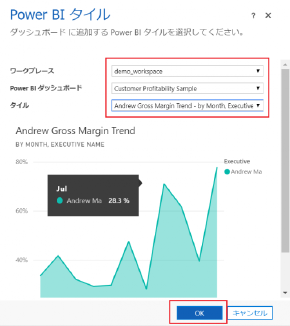 Power BI タイル
? ×
ダッシュボード に追加する Power BI タイルを選択してください。
ワークプレース demo_workspace
Power BI ダッシュボード Customer Profitability Sample
タイル Andrew Gross Margin Trend - by Month, Executive
Andrew Gross Margin Trend
BY MONTH, EXECUTIVE NAME
80%
Executive
Andrew Ma
Jul
Andrew Ma 28.3 %
60%
40%
OK キャンセル